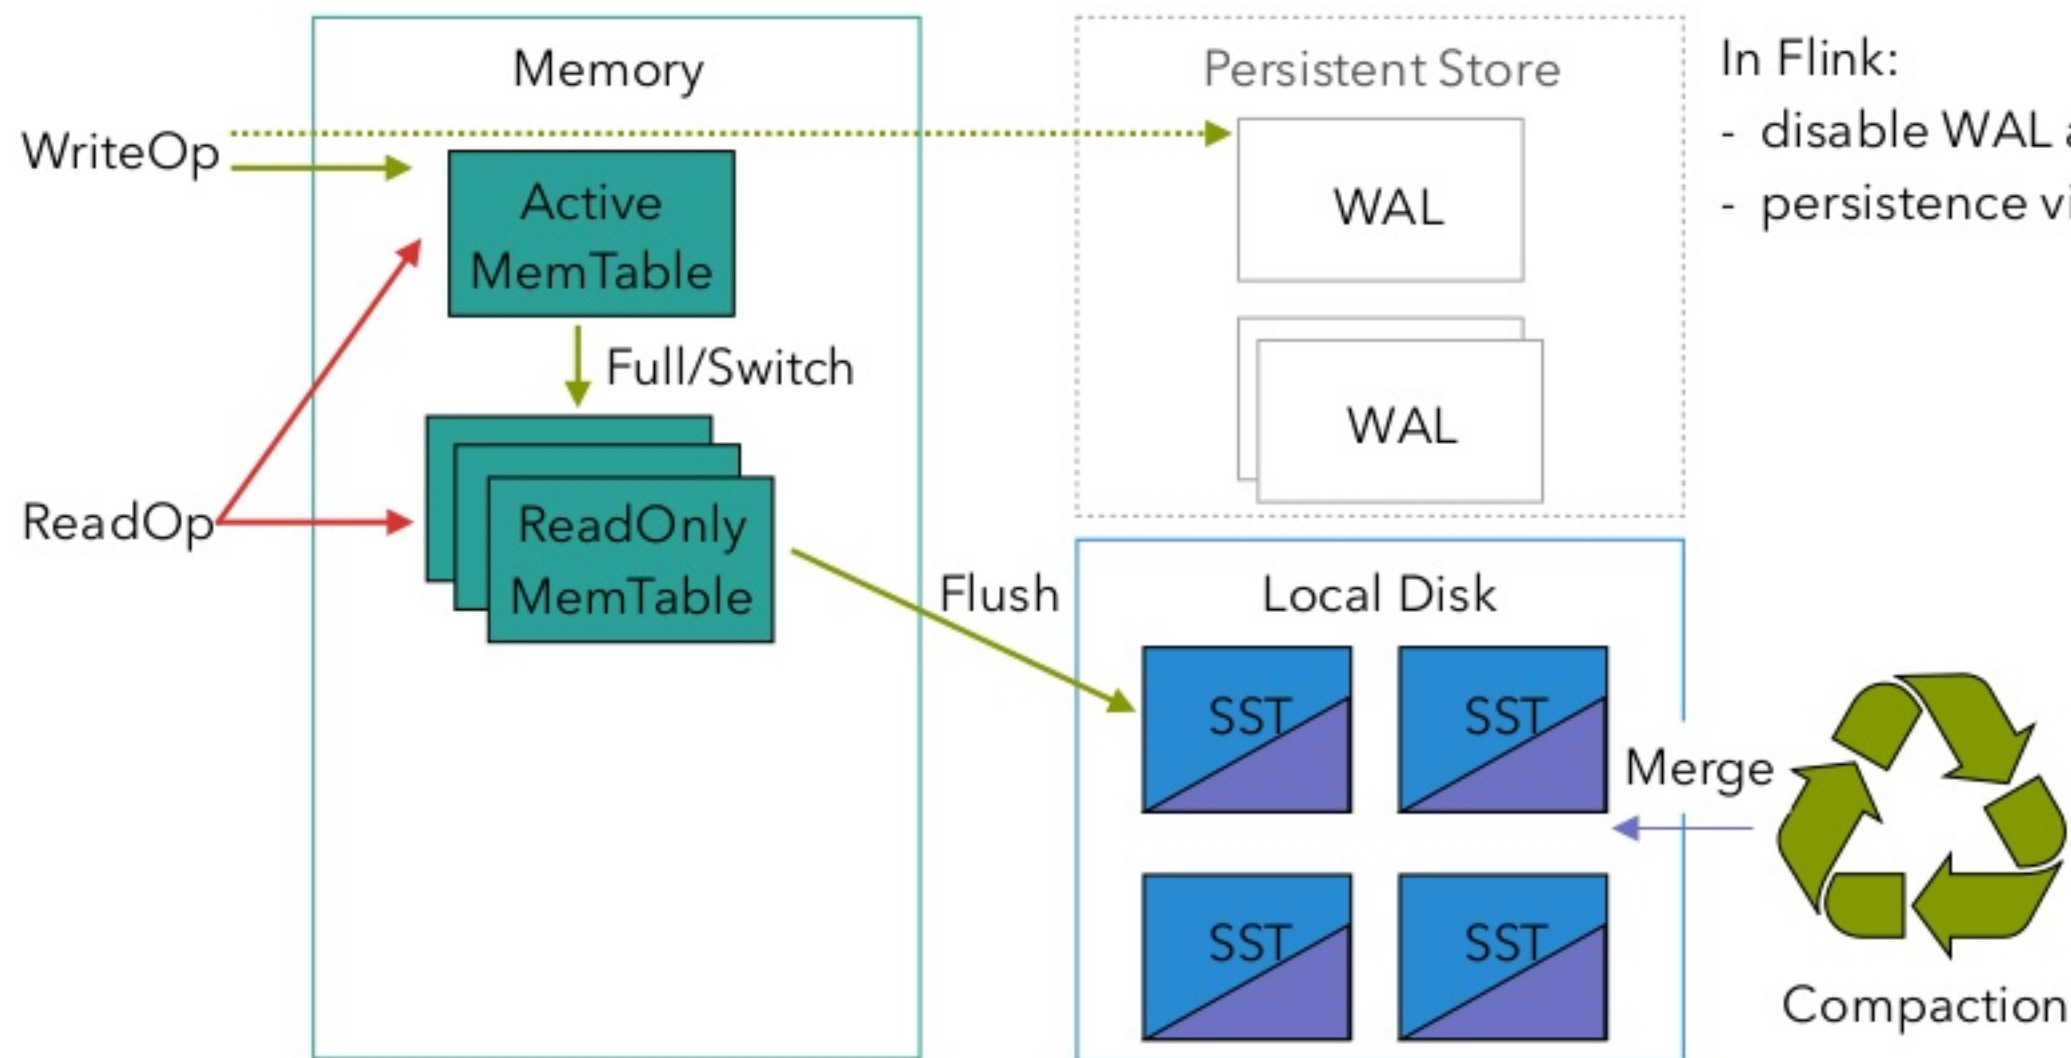 Memory
Persistent Store
In Flink:
WriteOp
- disable WAL
- persistence
Active
MemTable
WAL
Full/Switch
WAL
ReadOp
ReadOnly
MemTable
Flush
Local Disk
SST
SST
Merge
SST
SST
Compaction